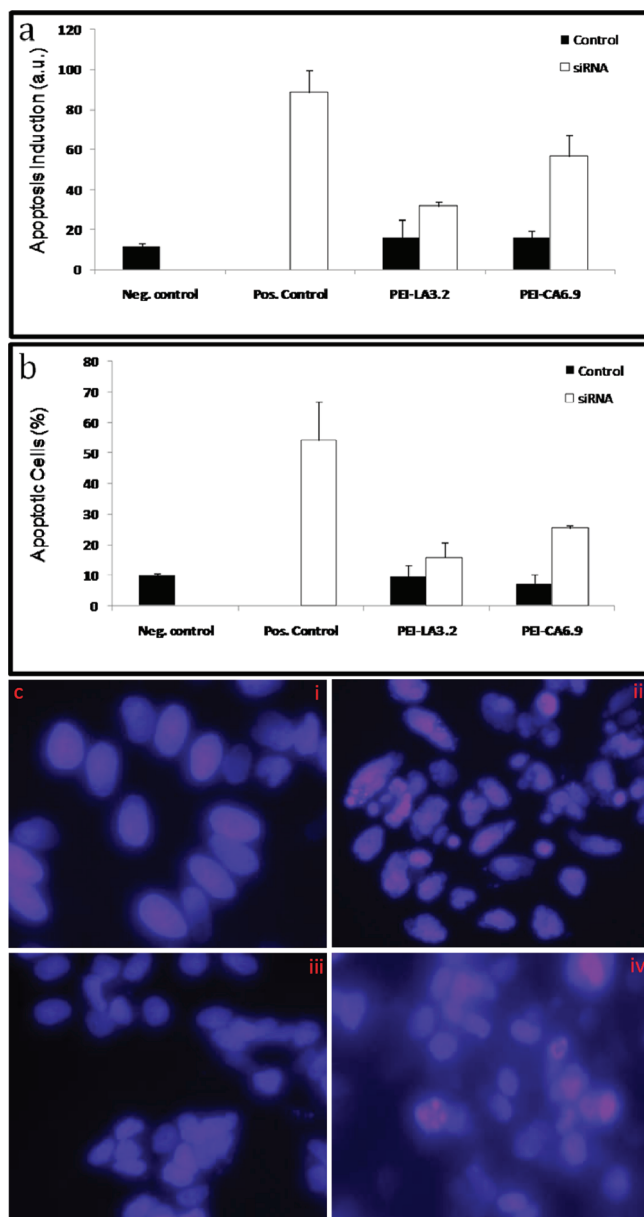 a
Apoptosis Induction (a.u.)
120
100
80
60
40
20
0
Control
siRNA
Neg. control
Pos. Control
PEI-LA3.2
PEI-CA6.9
b
Apoptotic Cells (%)
80
70
60
50
40
30
20
10
0
Control
siRNA
Neg. control
Pos. Control
PEI-LA3.2
PEI-CA6.9
c
i
ii
iii
iv